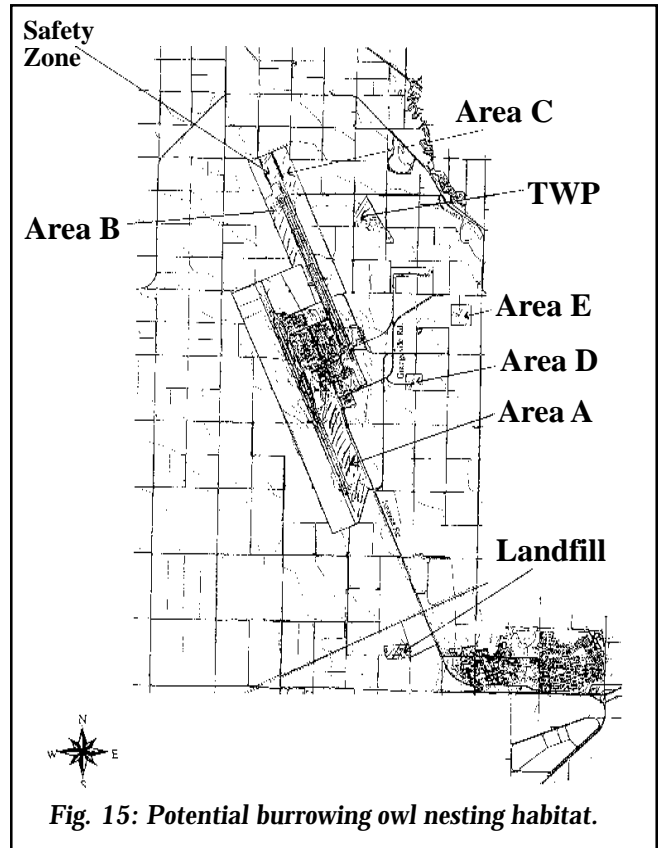 Safety
Zone
Area C
TWP
Area B
Area E
Area D
Area A
Landfill
N
W E
S
Fig. 15: Potential burrowing owl nesting habitat.